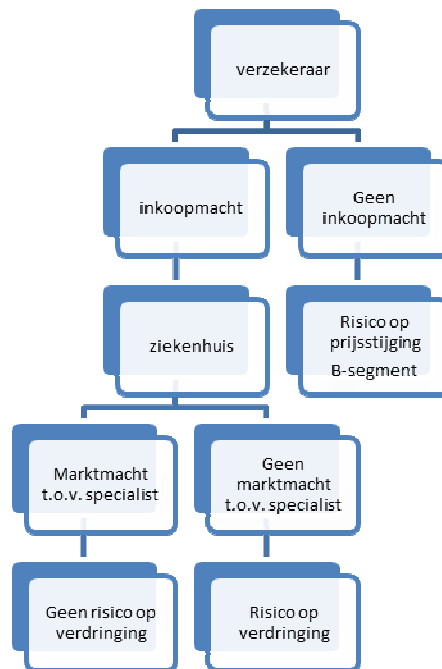 verzekeraar
inkoopmacht
Geen
inkoopmacht
ziekenhuis
Risico op
prijsstijging
B-segment
Marktmacht
t.o.v. specialist
Geen
marktmacht
t.o.v. specialist
Geen risico op
verdringing
Risico op
verdringing